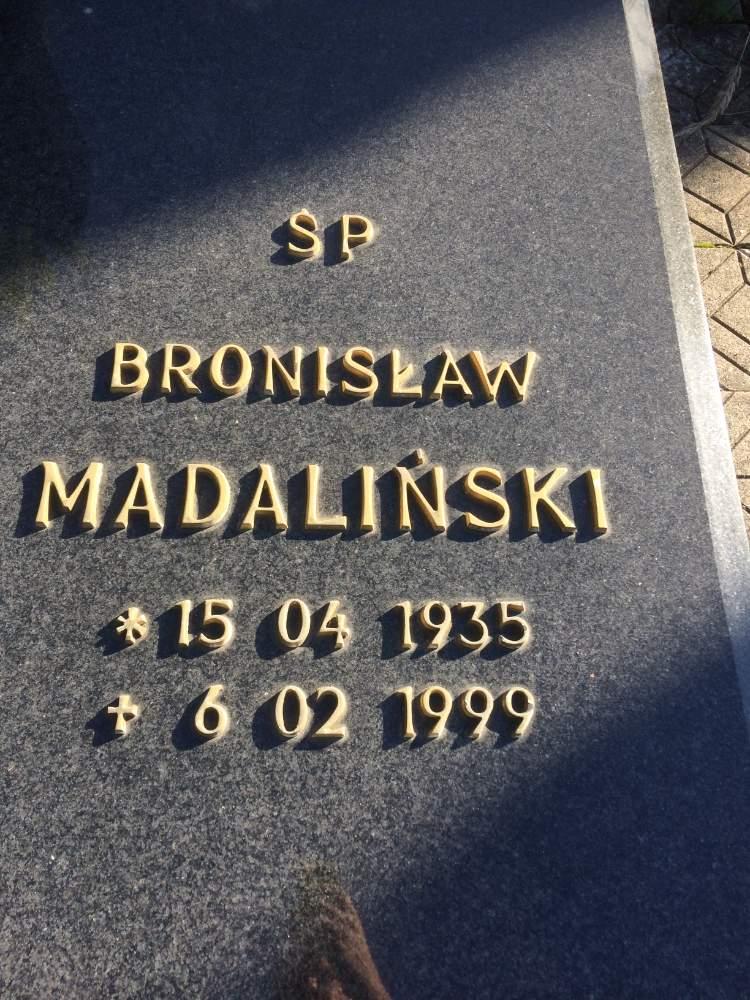 ŚP
BRONISŁAW
MADALIŃSKI
* 15 04 1935
+ 6 02 1999